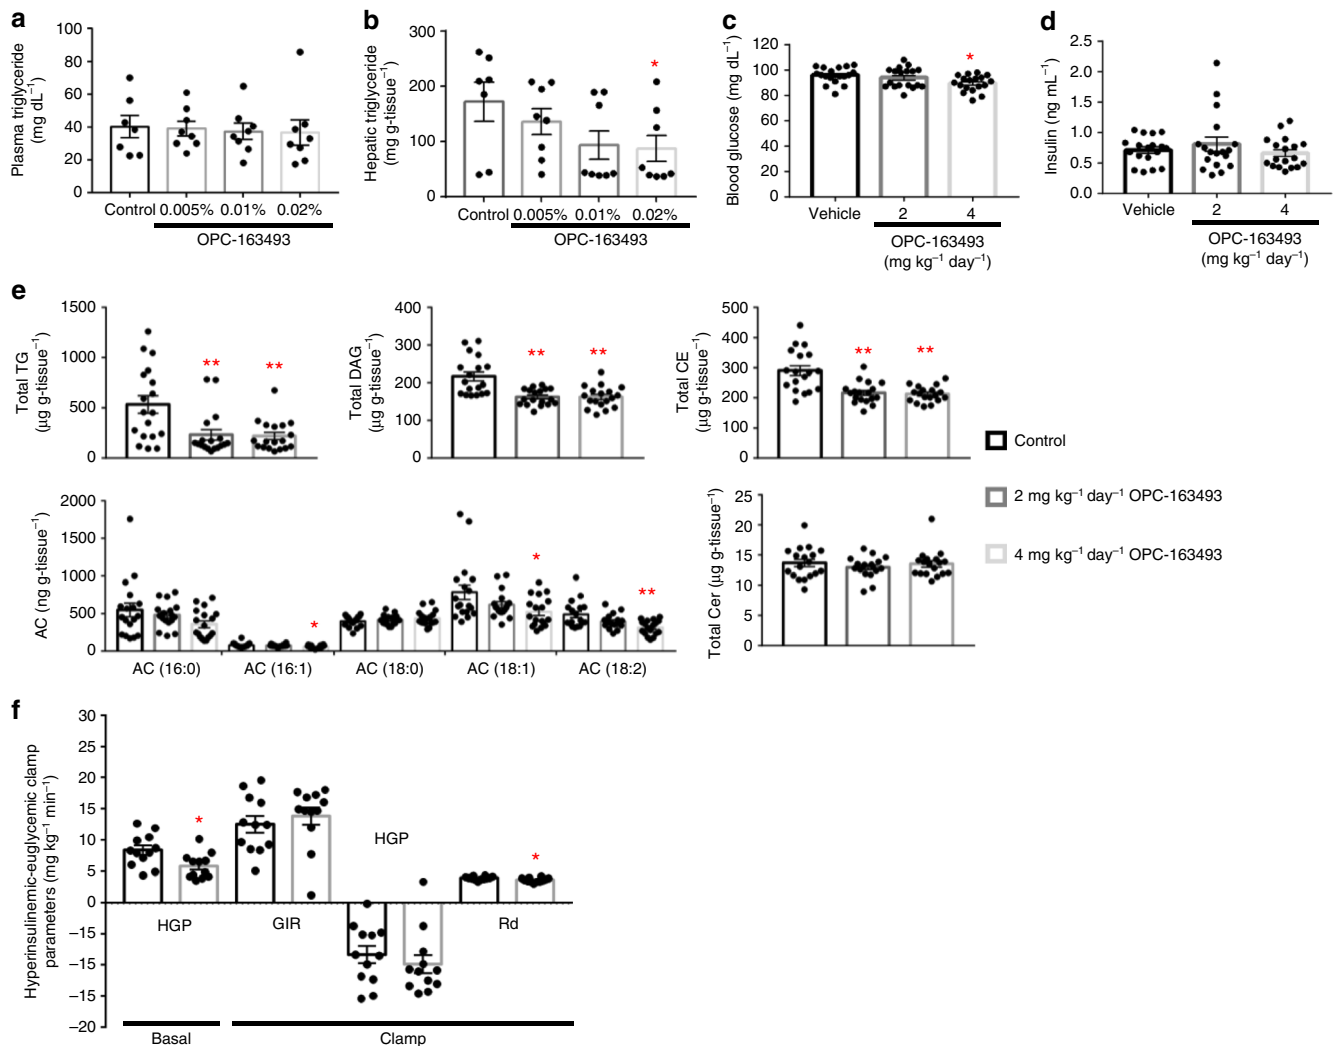 a
Plasma triglyceride
(mg dL⁻¹)
100
80
60
40
20
0
Control 0.005% 0.01% 0.02%
OPC-163493
b
Hepatic triglyceride
(mg g-tissue⁻¹)
300
200
100
0
*
Control 0.005% 0.01% 0.02%
OPC-163493
c
Blood glucose (mg dL⁻¹)
120
100
80
60
40
20
0
*
Vehicle 2 4
OPC-163493
(mg kg⁻¹ day⁻¹)
d
Insulin (ng mL⁻¹)
2.5
2.0
1.5
1.0
0.5
0.0
Vehicle 2 4
OPC-163493
(mg kg⁻¹ day⁻¹)
e
Total TG
(µg g-tissue⁻¹)
1500
1000
500
0
** **
Total DAG
(µg g-tissue⁻¹)
400
300
200
100
0
** **
Total CE
(µg g-tissue⁻¹)
500
400
300
200
100
0
** **
Control
2 mg kg⁻¹ day⁻¹ OPC-163493
4 mg kg⁻¹ day⁻¹ OPC-163493
AC (ng g-tissue⁻¹)
2000
1500
1000
500
0
* * **
AC (16:0) AC (16:1) AC (18:0) AC (18:1) AC (18:2)
Total Cer (µg g-tissue⁻¹)
25
20
15
10
5
0
f
Hyperinsulinemic-euglycemic clamp
parameters (mg kg⁻¹ min⁻¹)
30
25
20
15
10
5
0
–15
–15
–15
–20
*
HGP
*
HGP GIR Rd
Basal Clamp